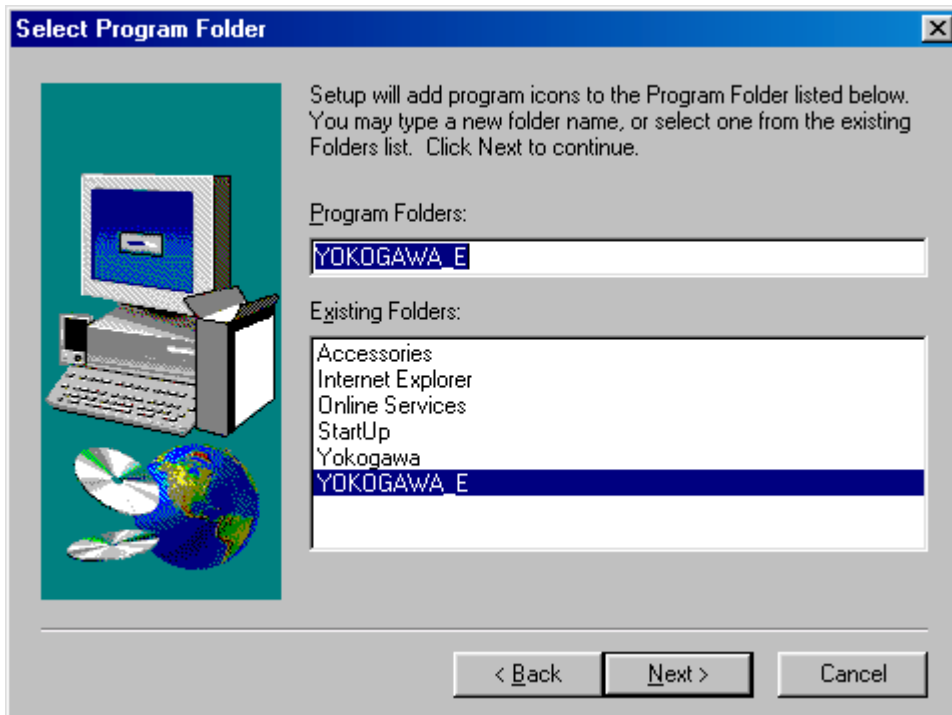 Select Program Folder
Setup will add program icons to the Program Folder listed below.
You may type a new folder name, or select one from the existing
Folders list.  Click Next to continue.
Program Folders:
YOKOGAWA_E
Existing Folders:
Accessories
Internet Explorer
Online Services
StartUp
Yokogawa
YOKOGAWA_E
< Back
Next >
Cancel